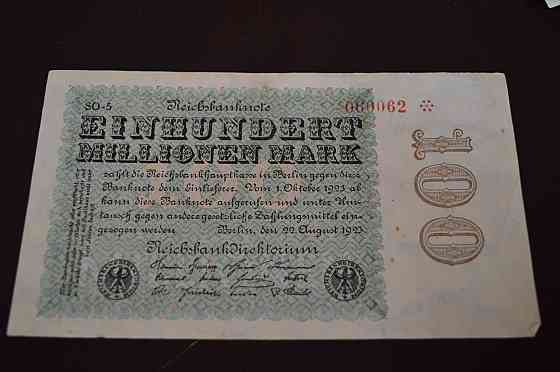 SO-5 Reichsbanknote 060062
EINHUNDERT
MILLIONEN MARK
zahlt die Reichsbankhauptkasse in Berlin gegen diese
Banknote dem Einlieferer. Vom 1. Oktober 1923 ab
kann diese Banknote aufgerufen und unter Um-
tausch gegen andere gesetzliche Zahlungsmittel ein-
gezogen werden Berlin, den 22. August 1923
Reichsbankdirektorium
100